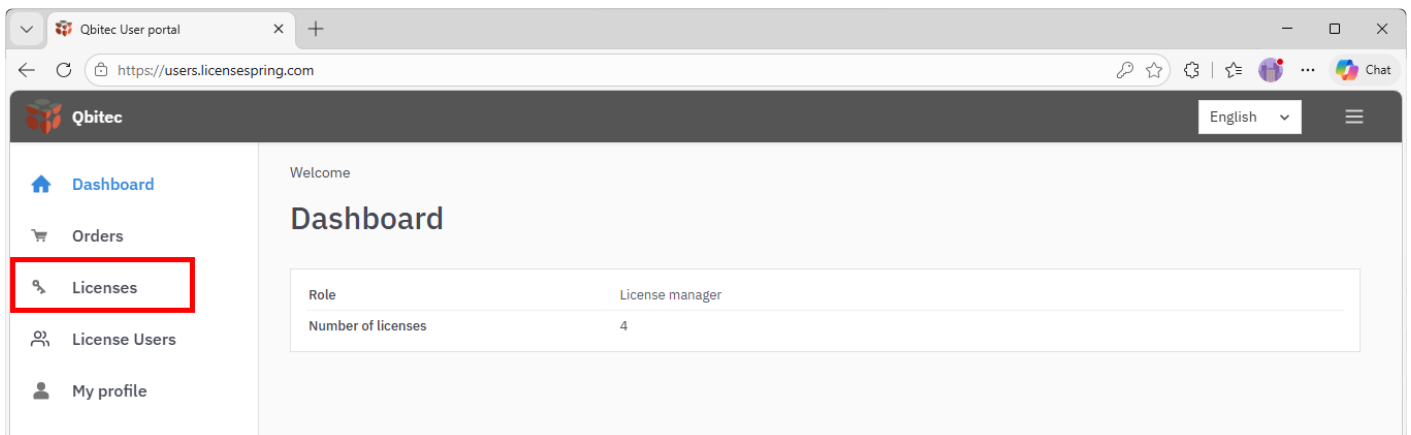 Qbitec User portal
https://users.licensespring.com
Chat
Qbitec
English
Dashboard
Orders
Licenses
License Users
My profile
Welcome
Dashboard
Role License manager
Number of licenses 4